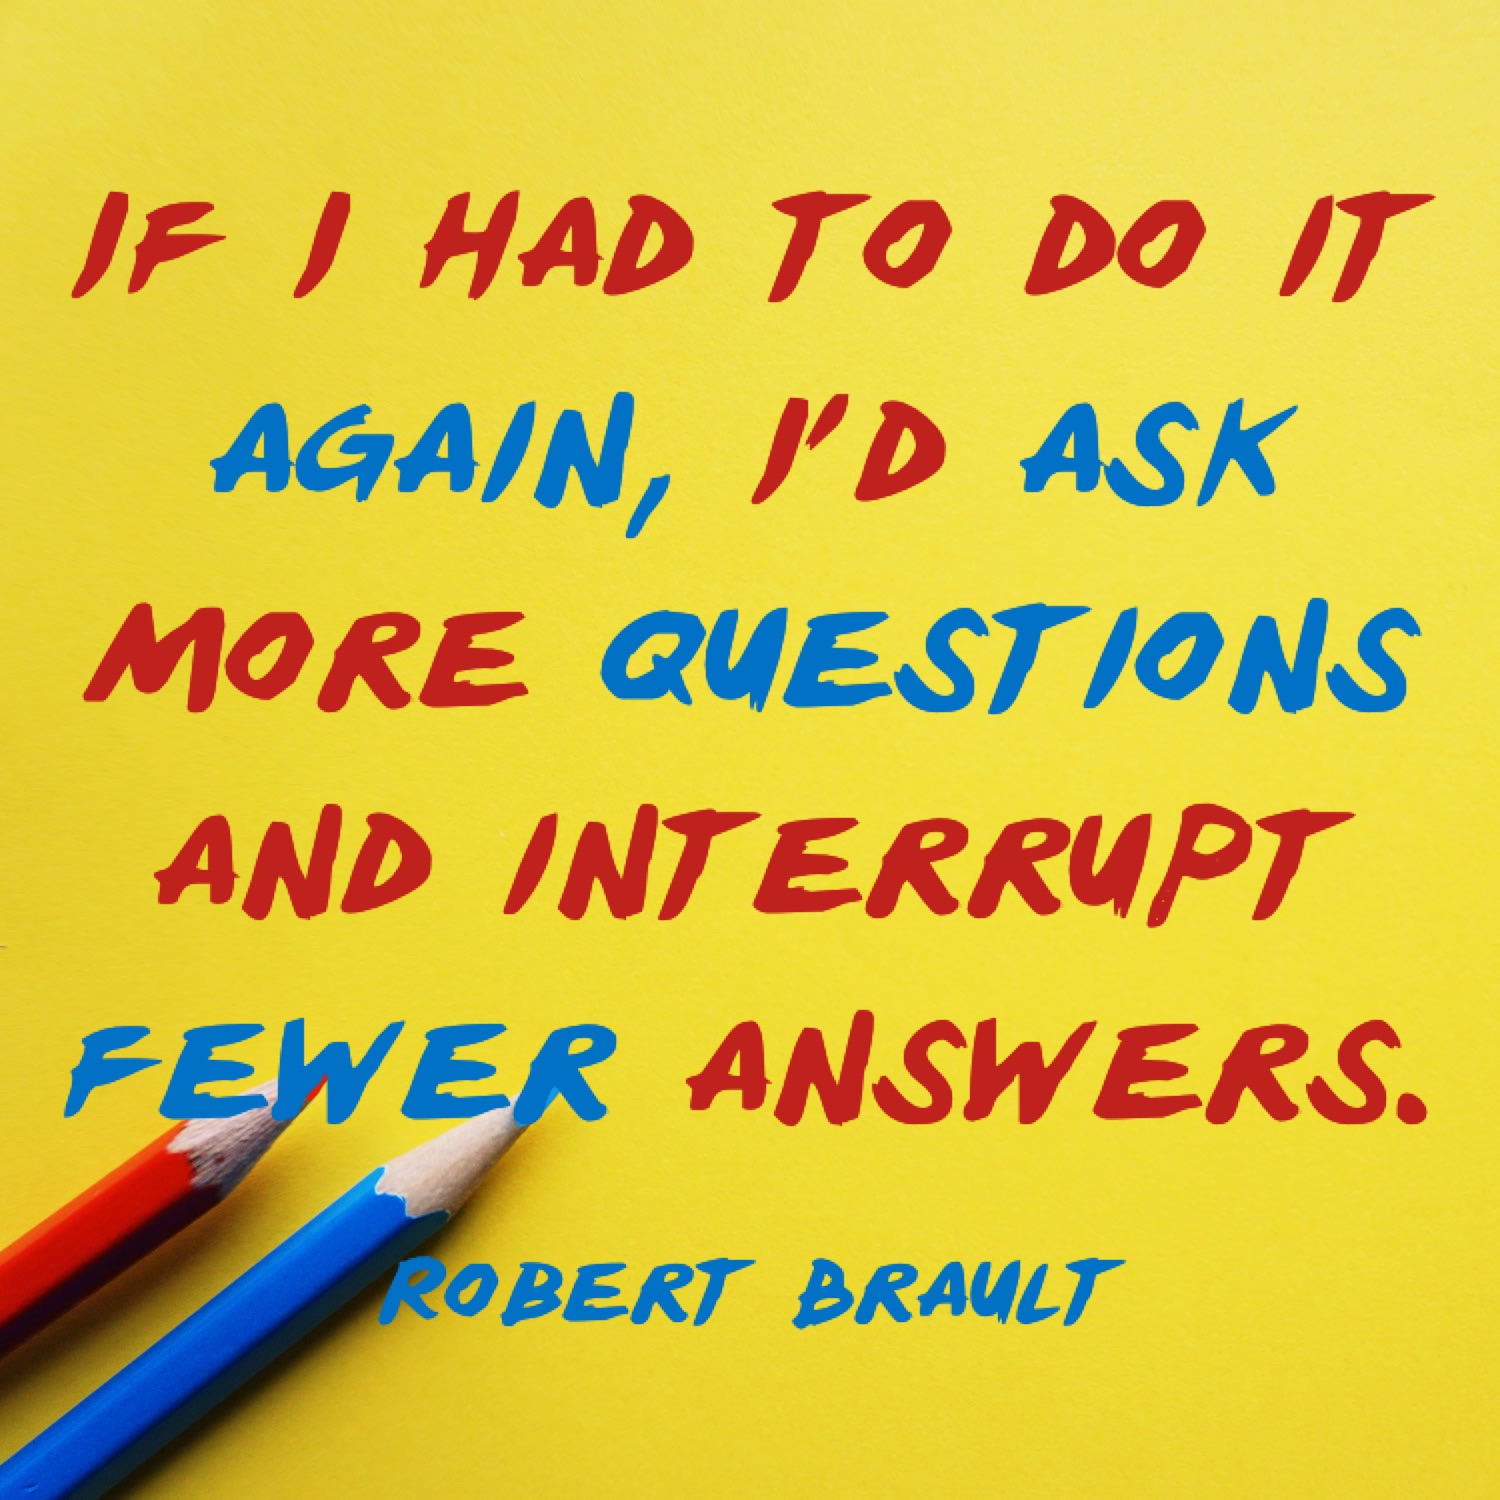 IF I HAD TO DO IT
AGAIN, I'D ASK
MORE QUESTIONS
AND INTERRUPT
FEWER ANSWERS.
ROBERT BRAULT